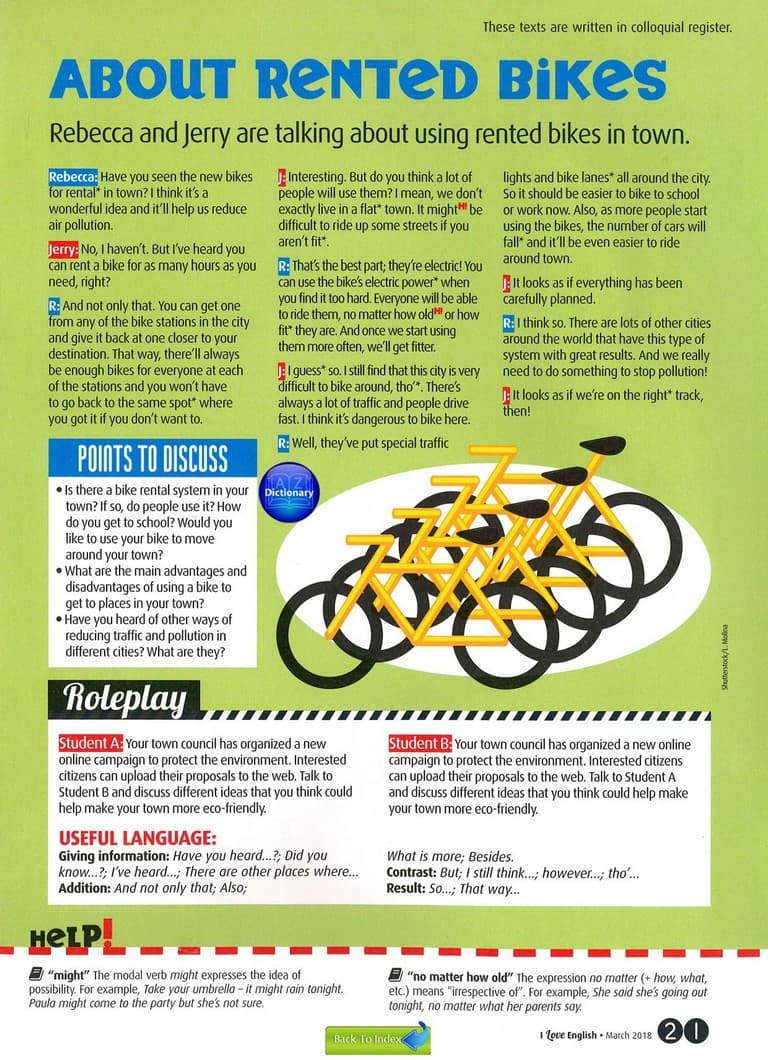 These texts are written in colloquial register.
ABOUT RENTED BIKES
Rebecca and Jerry are talking about using rented bikes in town.
Rebecca: Have you seen the new bikes
for rental* in town? I think it's a
wonderful idea and it'll help us reduce
air pollution.
Jerry: No, I haven't. But I've heard you
can rent a bike for as many hours as you
need, right?
R: And not only that. You can get one
from any of the bike stations in the city
and give it back at one closer to your
destination. That way, there'll always
be enough bikes for everyone at each
of the stations and you won't have
to go back to the same spot* where
you got it if you don't want to.
J: Interesting. But do you think a lot of
people will use them? I mean, we don't
exactly live in a flat* town. It might H! be
difficult to ride up some streets if you
aren't fit*.
R: That's the best part; they're electric! You
can use the bike's electric power* when
you find it too hard. Everyone will be able
to ride them, no matter how old H! or how
fit* they are. And once we start using
them more often, we'll get fitter.
J: I guess* so. I still find that this city is very
difficult to bike around, tho'*. There's
always a lot of traffic and people drive
fast. I think it's dangerous to bike here.
R: Well, they've put special traffic
lights and bike lanes* all around the city.
So it should be easier to bike to school
or work now. Also, as more people start
using the bikes, the number of cars will
fall* and it'll be even easier to ride
around town.
J: It looks as if everything has been
carefully planned.
R: I think so. There are lots of other cities
around the world that have this type of
system with great results. And we really
need to do something to stop pollution!
J: It looks as if we're on the right* track,
then!
POINTS TO DISCUSS
• Is there a bike rental system in your
town? If so, do people use it? How
do you get to school? Would you
like to use your bike to move
around your town?
• What are the main advantages and
disadvantages of using a bike to
get to places in your town?
• Have you heard of other ways of
reducing traffic and pollution in
different cities? What are they?
A Z
Dictionary
Shutterstock/L. Molina
Roleplay
Student A: Your town council has organized a new
online campaign to protect the environment. Interested
citizens can upload their proposals to the web. Talk to
Student B and discuss different ideas that you think could
help make your town more eco-friendly.
Student B: Your town council has organized a new online
campaign to protect the environment. Interested citizens
can upload their proposals to the web. Talk to Student A
and discuss different ideas that you think could help make
your town more eco-friendly.
USEFUL LANGUAGE:
Giving information: Have you heard...?; Did you
know...?; I've heard...; There are other places where...
Addition: And not only that; Also;
What is more; Besides.
Contrast: But; I still think...; however...; tho'...
Result: So...; That way...
HELP!
"might" The modal verb might expresses the idea of
possibility. For example, Take your umbrella – it might rain tonight.
Paula might come to the party but she's not sure.
"no matter how old" The expression no matter (+ how, what,
etc.) means "irrespective of". For example, She said she's going out
tonight, no matter what her parents say.
Back To Index
I Love English • March 2018 21